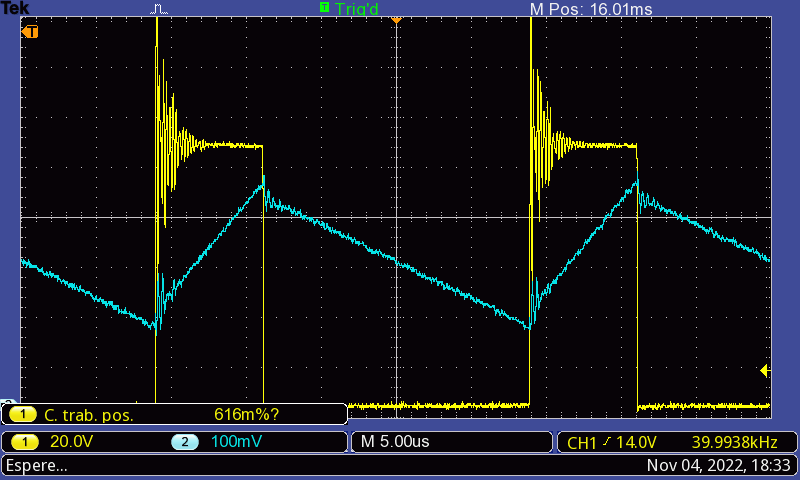 Tek T Trig'd M Pos: 16.01ms
T
1 C. trab. pos. 616m%?
1 20.0V 2 100mV M 5.00us CH1 14.0V 39.9938kHz
Espere... Nov 04, 2022, 18:33